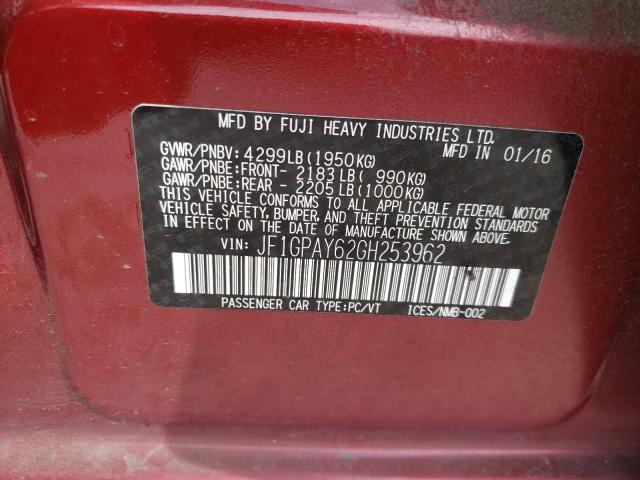 MFD BY FUJI HEAVY INDUSTRIES LTD.
GVWR/PNBV: 4299LB(1950KG) MFD IN 01/16
GAWR/PNBE:FRONT- 2183LB( 990KG)
GAWR/PNBE:REAR - 2205LB(1000KG)
THIS VEHICLE CONFORMS TO ALL APPLICABLE FEDERAL MOTOR
VEHICLE SAFETY, BUMPER, AND THEFT PREVENTION STANDARDS
IN EFFECT ON THE DATE OF MANUFACTURE SHOWN ABOVE.
VIN: JF1GPAY62GH253962
PASSENGER CAR TYPE:PC/VT ICES/NMB-002